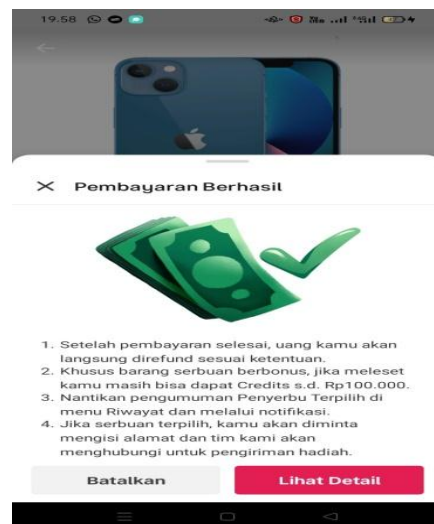 19.58
Pembayaran Berhasil
1. Setelah pembayaran selesai, uang kamu akan
langsung direfund sesuai ketentuan.
2. Khusus barang serbuan berbonus, jika meleset
kamu masih bisa dapat Credits s.d. Rp100.000.
3. Nantikan pengumuman Penyerbu Terpilih di
menu Riwayat dan melalui notifikasi.
4. Jika serbuan terpilih, kamu akan diminta
mengisi alamat dan tim kami akan
menghubungi untuk pengiriman hadiah.
Batalkan
Lihat Detail